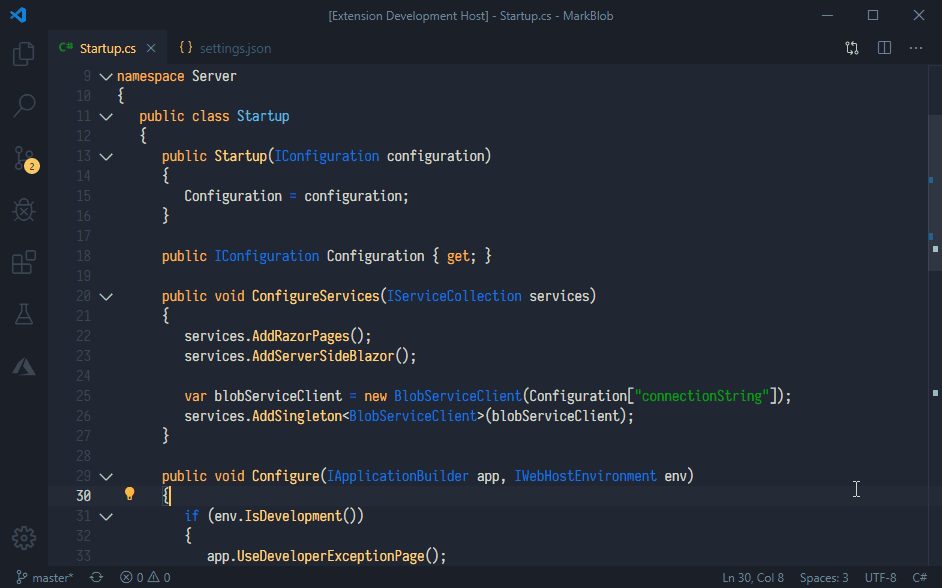 [Extension Development Host] - Startup.cs - MarkBlob
C# Startup.cs {} settings.json
9 namespace Server
10 {
11 public class Startup
12 {
13 public Startup(IConfiguration configuration)
14 {
15 Configuration = configuration;
16 }
17
18 public IConfiguration Configuration { get; }
19
20 public void ConfigureServices(IServiceCollection services)
21 {
22 services.AddRazorPages();
23 services.AddServerSideBlazor();
24
25 var blobServiceClient = new BlobServiceClient(Configuration["connectionString"]);
26 services.AddSingleton<BlobServiceClient>(blobServiceClient);
27 }
28
29 public void Configure(IApplicationBuilder app, IWebHostEnvironment env)
30 {
31 if (env.IsDevelopment())
32 {
33 app.UseDeveloperExceptionPage();
2
master* 0 0 Ln 30, Col 8 Spaces: 3 UTF-8 C#